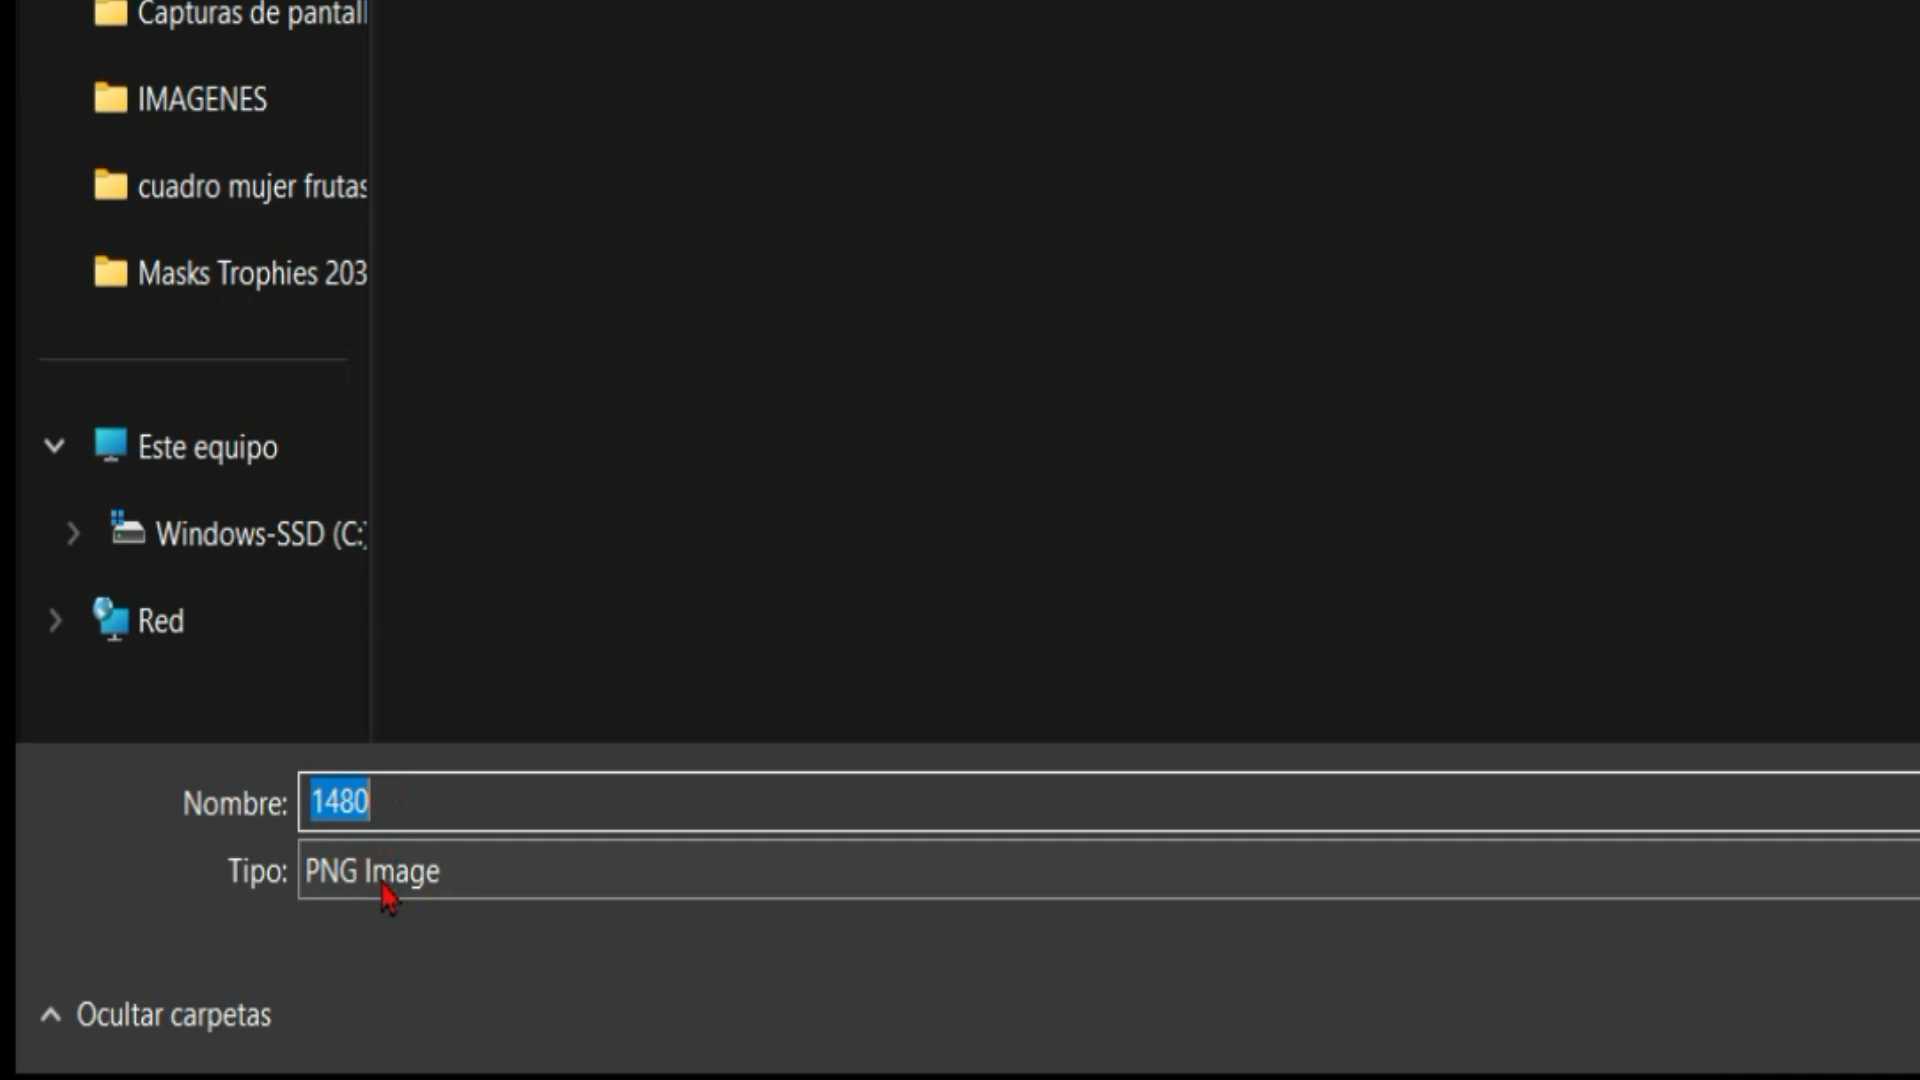 Capturas de pantall
IMAGENES
cuadro mujer frutas
Masks Trophies 203
Este equipo
Windows-SSD (C:)
Red
Nombre: 1480
Tipo: PNG Image
Ocultar carpetas